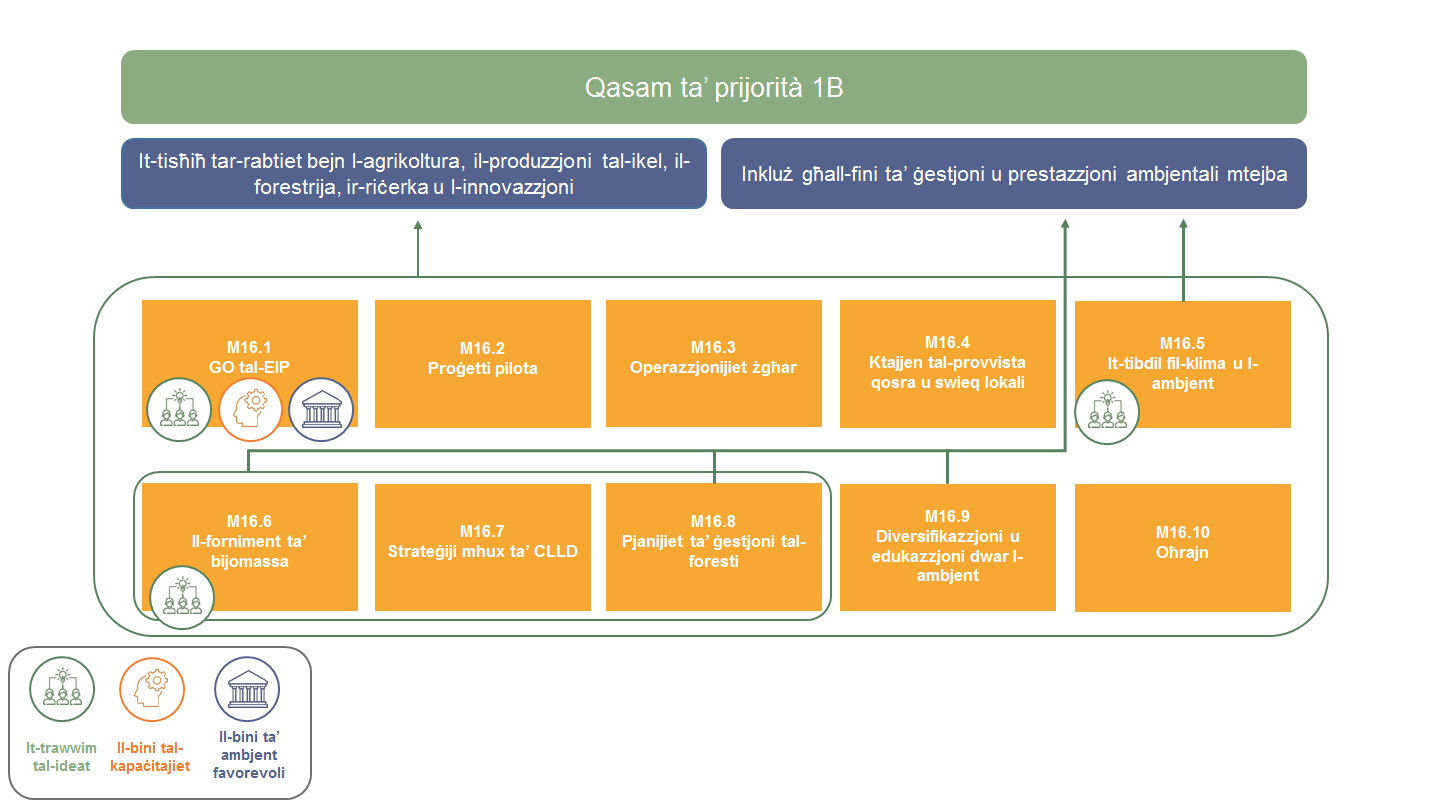 Qasam ta’ prijorità 1B
It-tisħiħ tar-rabtiet bejn l-agrikoltura, il-produzzjoni tal-ikel, il-
forestrija, ir-riċerka u l-innovazzjoni
Inkluż għall-fini ta’ ġestjoni u prestazzjoni ambjentali mtejba
M16.1
GO tal-EIP
M16.2
Proġetti pilota
M16.3
Operazzjonijiet żgħar
M16.4
Ktajjen tal-provvista
qosra u swieq lokali
M16.5
It-tibdil fil-klima u l-
ambjent
M16.6
Il-forniment ta’
bijomassa
M16.7
Strateġiji mhux ta’ CLLD
M16.8
Pjanijiet ta’ ġestjoni tal-
foresti
M16.9
Diversifikazzjoni u
edukazzjoni dwar l-
ambjent
M16.10
Oħrajn
It-trawwim
tal-ideat
Il-bini tal-
kapaċitajiet
Il-bini ta’
ambjent
favorevoli